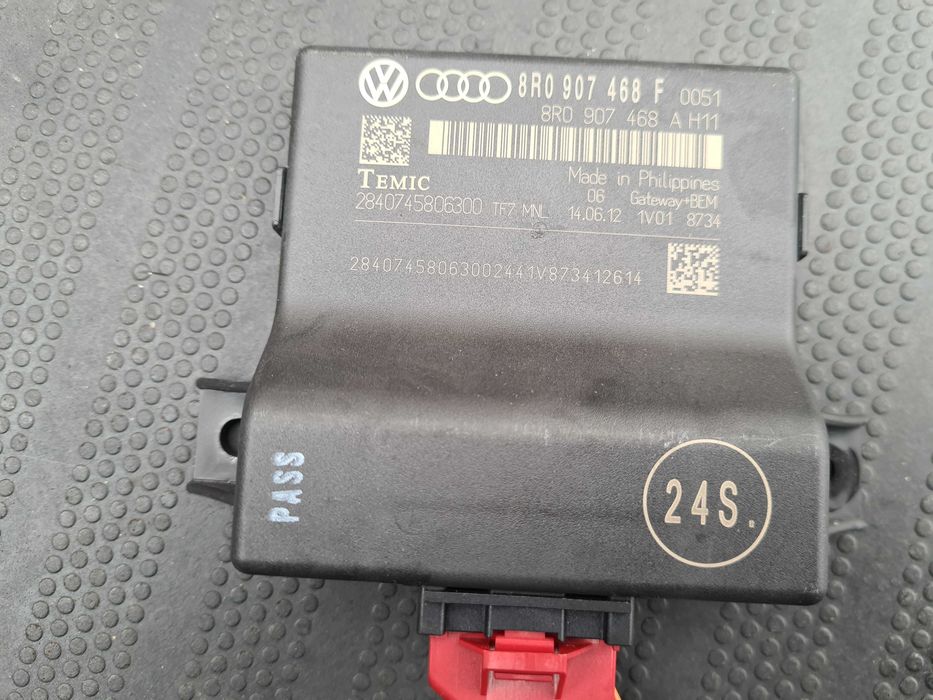 8R0 907 468 F 0051
8R0 907 468 A H11
TEMIC Made in Philippines
06 Gateway+BEM
2840745806300 TF7 MNL 14.06.12 1V01 8734
28407458063002441V873412614
PASS
24S.